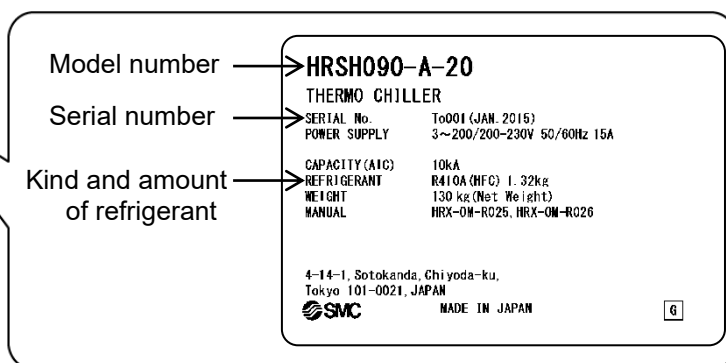 Model number
Serial number
Kind and amount
of refrigerant
HRSH090-A-20
THERMO CHILLER
SERIAL No. To001(JAN.2015)
POWER SUPPLY 3~200/200-230V 50/60Hz 15A
CAPACITY(AIC) 10kA
REFRIGERANT R410A(HFC) 1.32kg
WEIGHT 130 kg(Net Weight)
MANUAL HRX-OM-R025, HRX-OM-R026
4-14-1, Sotokanda, Chiyoda-ku,
Tokyo 101-0021, JAPAN
SMC MADE IN JAPAN G